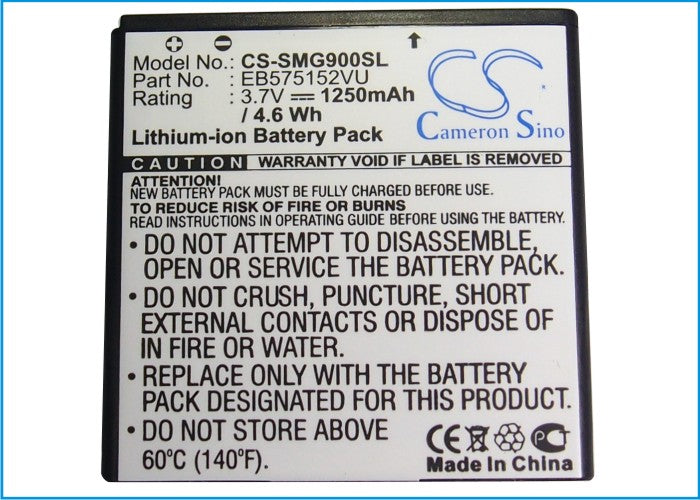 Model No.: CS-SMG900SL
Part No.: EB575152VU
Rating: 3.7V 1250mAh
/ 4.6 Wh
Lithium-ion Battery Pack
CS
Cameron Sino
CAUTION WARRANTY VOID IF LABEL IS REMOVED
ATTENTION!
NEW BATTERY PACK MUST BE FULLY CHARGED BEFORE USE.
TO REDUCE RISK OF FIRE OR BURNS
READ INSTRUCTIONS IN OPERATING GUIDE BEFORE USING THE BATTERY.
• DO NOT ATTEMPT TO DISASSEMBLE,
OPEN OR SERVICE THE BATTERY PACK.
• DO NOT CRUSH, PUNCTURE, SHORT
EXTERNAL CONTACTS OR DISPOSE
IN FIRE OR WATER.
• REPLACE ONLY WITH THE BATTERY
PACK DESIGNATED FOR EQUIPMENT.
• DO NOT STORE ABOVE
60°C (140°F).
CE PbF
Made In China